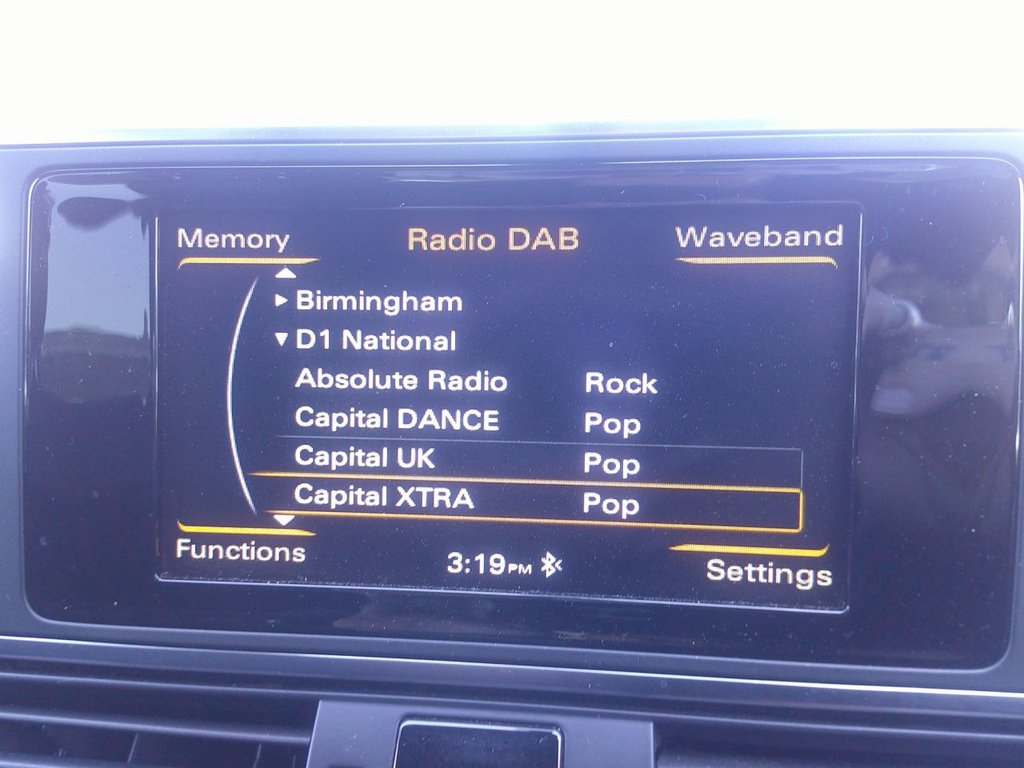 Memory Radio DAB Waveband
Birmingham
D1 National
Absolute Radio Rock
Capital DANCE Pop
Capital UK Pop
Capital XTRA Pop
Functions 3:19PM Settings